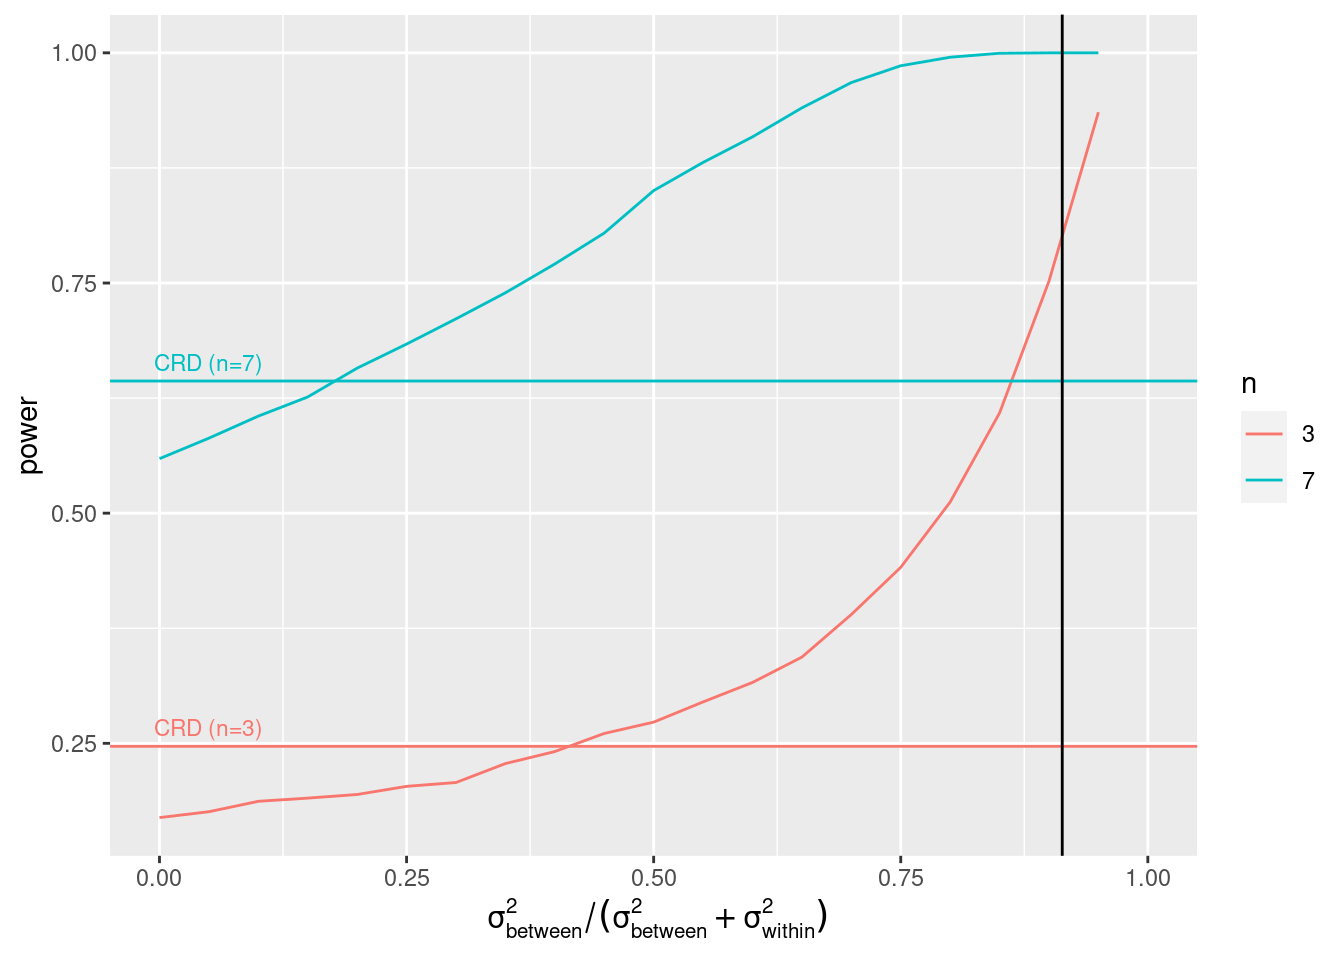 1.00
0.75
0.50
0.25
power
CRD (n=7)
CRD (n=3)
0.00 0.25 0.50 0.75 1.00
σ²between/(σ²between + σ²within)
n
3
7